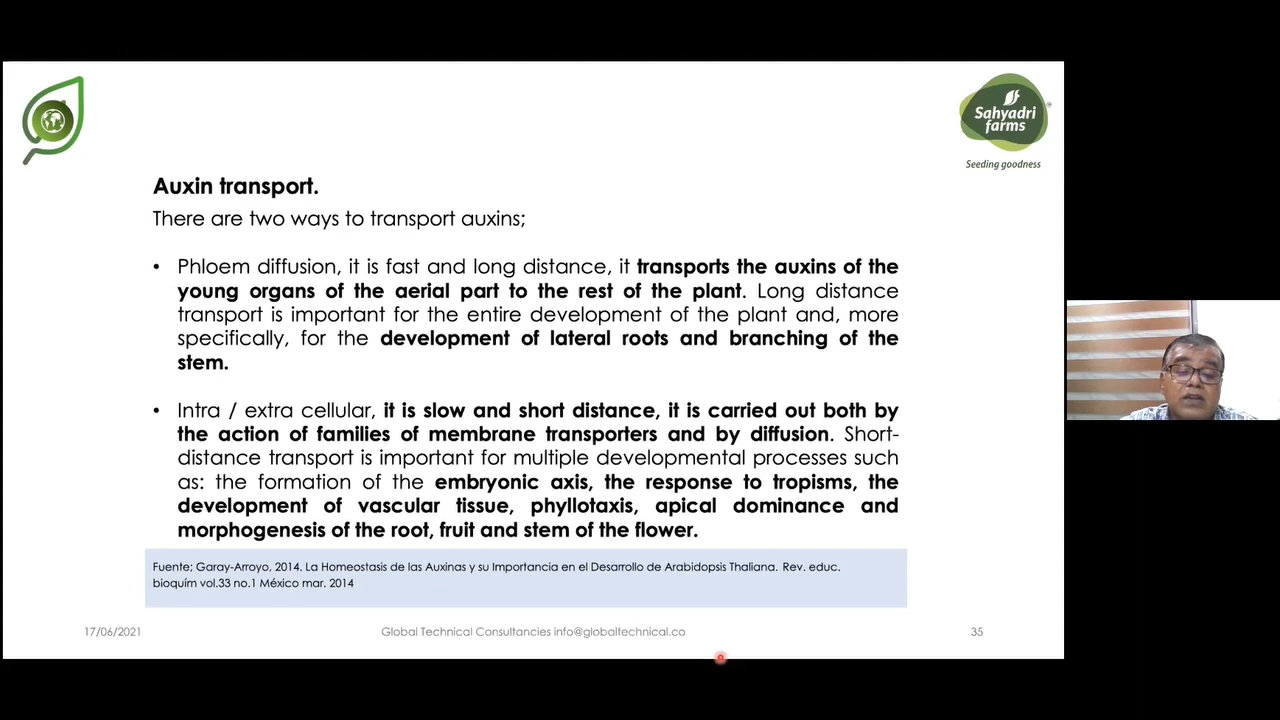 Sahyadri
farms
Seeding goodness
Auxin transport.
There are two ways to transport auxins;
• Phloem diffusion, it is fast and long distance, it transports the auxins of the
young organs of the aerial part to the rest of the plant. Long distance
transport is important for the entire development of the plant and, more
specifically, for the development of lateral roots and branching of the
stem.
• Intra / extra cellular, it is slow and short distance, it is carried out both by
the action of families of membrane transporters and by diffusion. Short-
distance transport is important for multiple developmental processes such
as: the formation of the embryonic axis, the response to tropisms, the
development of vascular tissue, phyllotaxis, apical dominance and
morphogenesis of the root, fruit and stem of the flower.
Fuente; Garay-Arroyo, 2014. La Homeostasis de las Auxinas y su Importancia en el Desarrollo de Arabidopsis Thaliana. Rev. educ.
bioquím vol.33 no.1 México mar. 2014
17/06/2021 Global Technical Consultancies info@globaltechnical.co 35